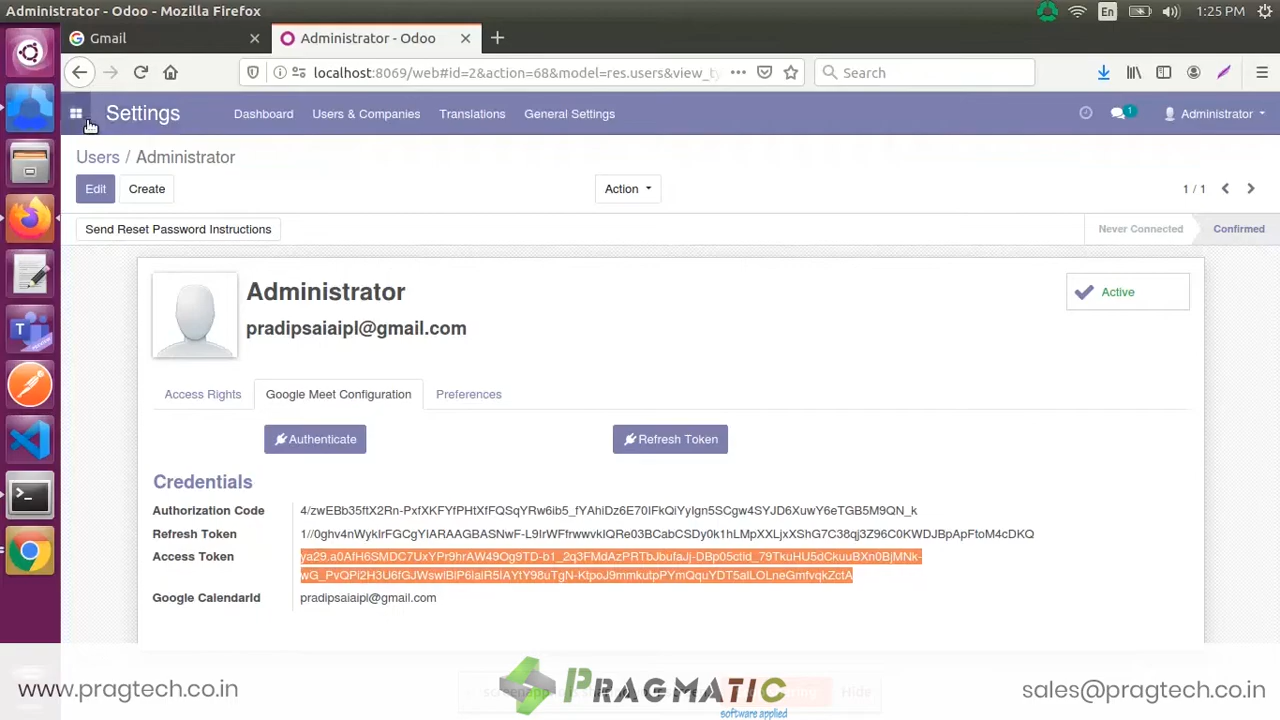 Administrator - Odoo - Mozilla Firefox
En
1:25 PM
Gmail
Administrator - Odoo
localhost:8069/web#id=2&action=68&model=res.users&view_ty
Search
Settings
Dashboard
Users & Companies
Translations
General Settings
1
Administrator
Users / Administrator
Edit
Create
Action
1 / 1
Send Reset Password Instructions
Never Connected
Confirmed
Administrator
Active
pradipsaiaipl@gmail.com
Access Rights
Google Meet Configuration
Preferences
Authenticate
Refresh Token
Credentials
Authorization Code
Refresh Token
Access Token
Google CalendarId
pradipsaiaipl@gmail.com
www.pragtech.co.in
PRAGMATIC
software applied
Hide
sales@pragtech.co.in